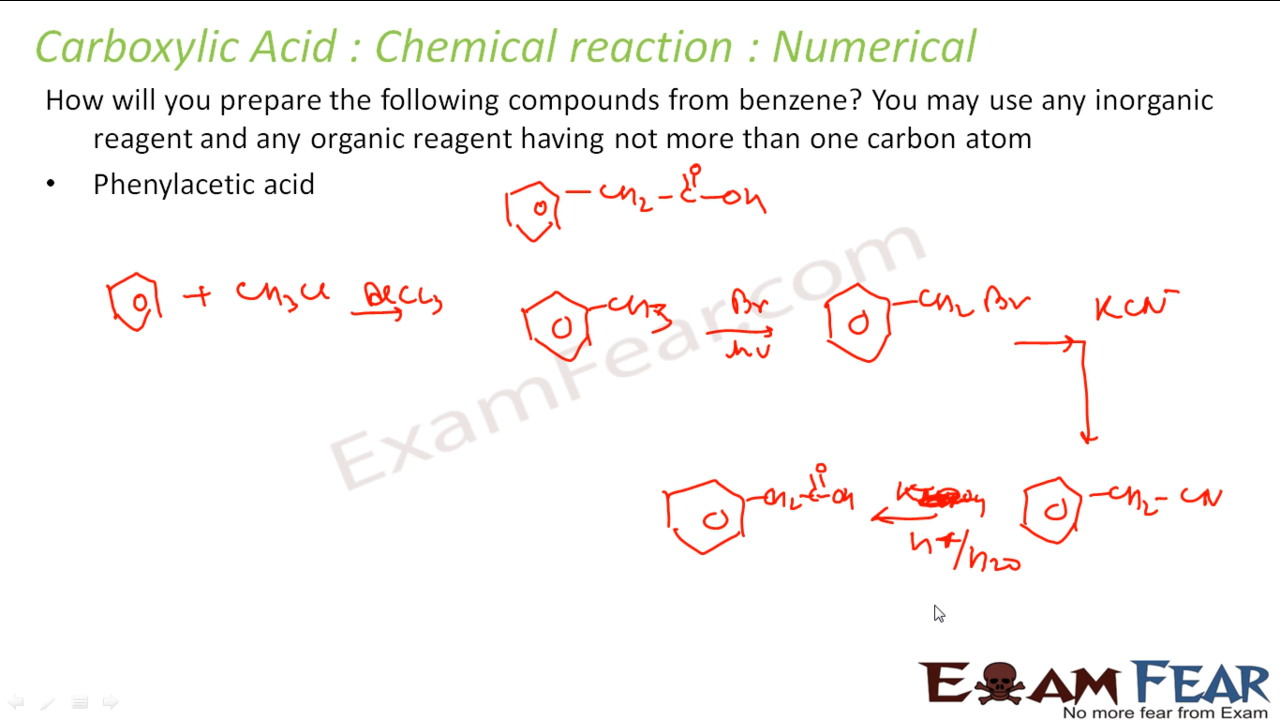 Carboxylic Acid : Chemical reaction : Numerical
How will you prepare the following compounds from benzene? You may use any inorganic
reagent and any organic reagent having not more than one carbon atom
• Phenylacetic acid
— CH2 – C – OH
O
+ CH3Cl AlCl3
CH3
Br
hν
CH2 Br
KCN
ExamFear.com
CH2 – C – OH
O
H+/H2O
CH2 – CN
EXAM FEAR
No more fear from Exam